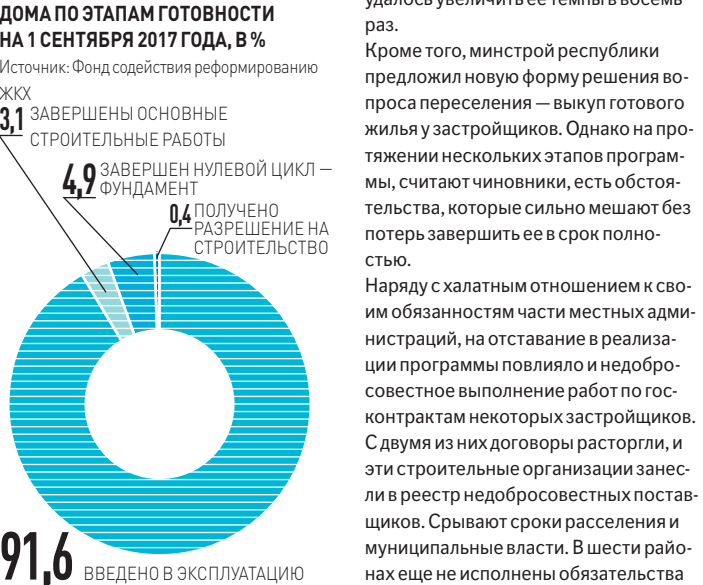 ДОМА ПО ЭТАПАМ ГОТОВНОСТИ
НА 1 СЕНТЯБРЯ 2017 ГОДА, В %
Источник: Фонд содействия реформированию
ЖКХ
3,1 ЗАВЕРШЕНЫ ОСНОВНЫЕ
СТРОИТЕЛЬНЫЕ РАБОТЫ
4,9 ЗАВЕРШЕН НУЛЕВОЙ ЦИКЛ —
ФУНДАМЕНТ
0,4 ПОЛУЧЕНО
РАЗРЕШЕНИЕ НА
СТРОИТЕЛЬСТВО
91,6 ВВЕДЕНО В ЭКСПЛУАТАЦИЮ
удалось увеличить ее темпы в восемь
раз.
Кроме того, минстрой республики
предложил новую форму решения во-
проса переселения — выкуп готового
жилья у застройщиков. Однако на про-
тяжении нескольких этапов програм-
мы, считают чиновники, есть обстоя-
тельства, которые сильно мешают без
потерь завершить ее в срок полно-
стью.
Наряду с халатным отношением к сво-
им обязанностям части местных адми-
нистраций, на отставание в реализа-
ции программы повлияло и недобро-
совестное выполнение работ по гос-
контрактам некоторых застройщиков.
С двумя из них договоры расторгли, и
эти строительные организации занес-
ли в реестр недобросовестных постав-
щиков. Срывают сроки расселения и
муниципальные власти. В шести райо-
нах еще не исполнены обязательства